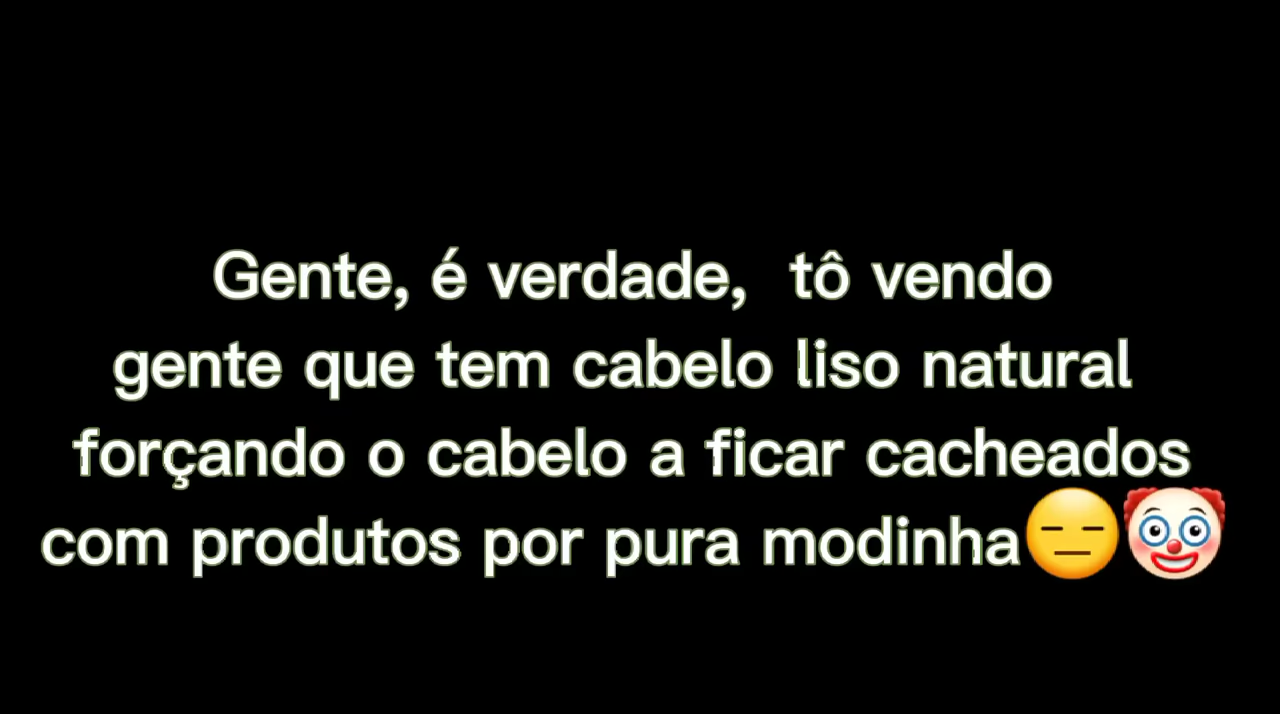 Gente, é verdade,  tô vendo
gente que tem cabelo liso natural
forçando o cabelo a ficar cacheados
com produtos por pura modinha😑🤡